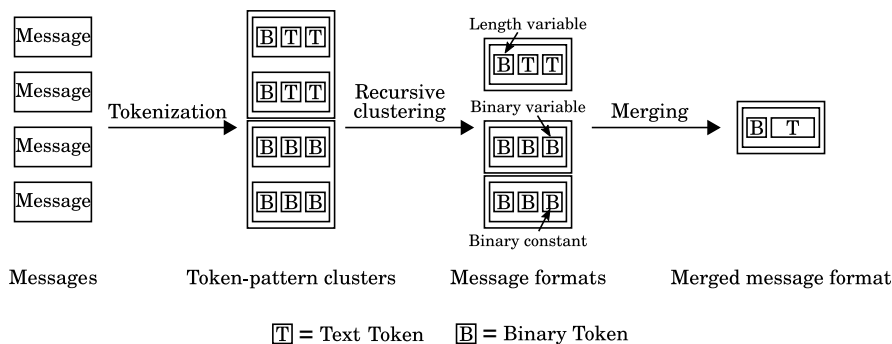 Message
Message
Message
Message
Tokenization
B T T
B T T
B B B
B B B
Recursive
clustering
Length variable
B T T
Binary variable
B B B
B B B
Binary constant
Merging
B T
Messages
Token-pattern clusters
Message formats
Merged message format
T = Text Token
B = Binary Token